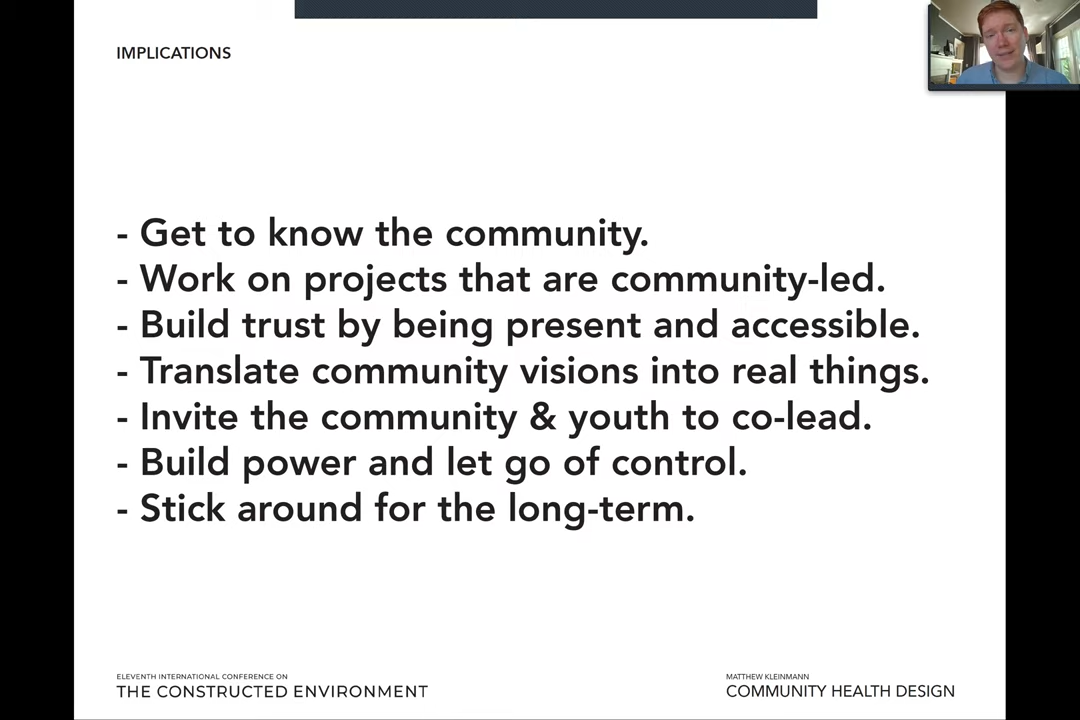 IMPLICATIONS
- Get to know the community.
- Work on projects that are community-led.
- Build trust by being present and accessible.
- Translate community visions into real things.
- Invite the community & youth to co-lead.
- Build power and let go of control.
- Stick around for the long-term.
ELEVENTH INTERNATIONAL CONFERENCE ON
THE CONSTRUCTED ENVIRONMENT
MATTHEW KLEINMANN
COMMUNITY HEALTH DESIGN